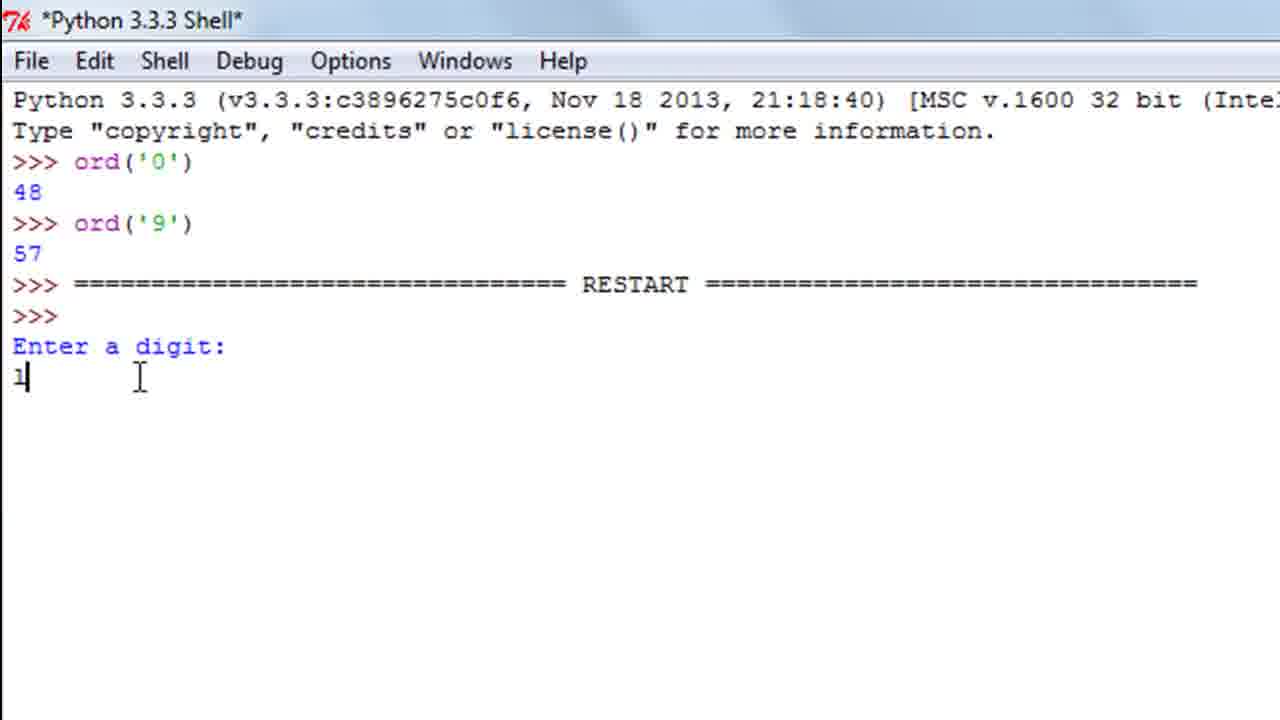 *Python 3.3.3 Shell*
File Edit Shell Debug Options Windows Help
Python 3.3.3 (v3.3.3:c3896275c0f6, Nov 18 2013, 21:18:40) [MSC v.1600 32 bit (Inte
Type "copyright", "credits" or "license()" for more information.
>>> ord('0')
48
>>> ord('9')
57
>>> ================================ RESTART ================================
>>>
Enter a digit:
1